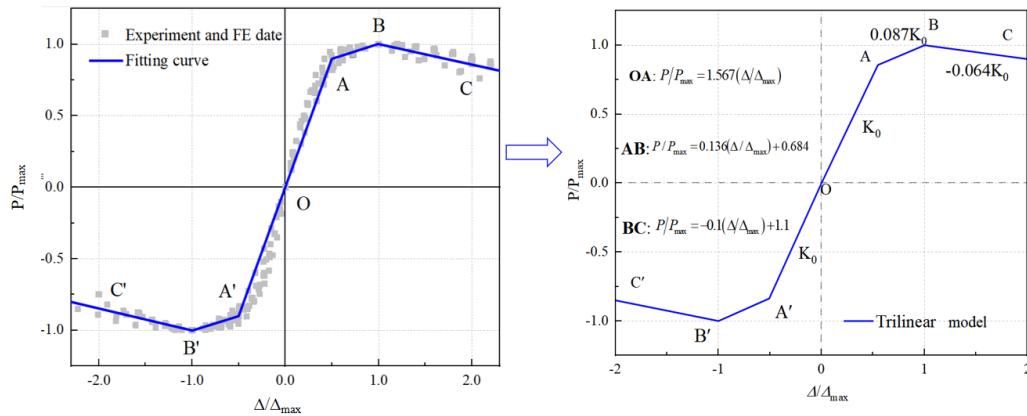 B
Experiment and FE date
Fitting curve
A
C
O
C'
A'
B'
1.0
0.5
0.0
-0.5
-1.0
P/Pmax
-2.0 -1.0 0.0 1.0 2.0
Δ/Δmax
B
0.087K0
C
A
-0.064K0
OA: P/Pmax=1.567(Δ/Δmax)
K0
AB: P/Pmax=0.136(Δ/Δmax)+0.684
O
BC: P/Pmax=−0.1(Δ/Δmax)+1.1
K0
C'
A'
B'
Trilinear model
1.0
0.5
0.0
-0.5
-1.0
P/Pmax
-2 -1 0 1 2
Δ/Δmax